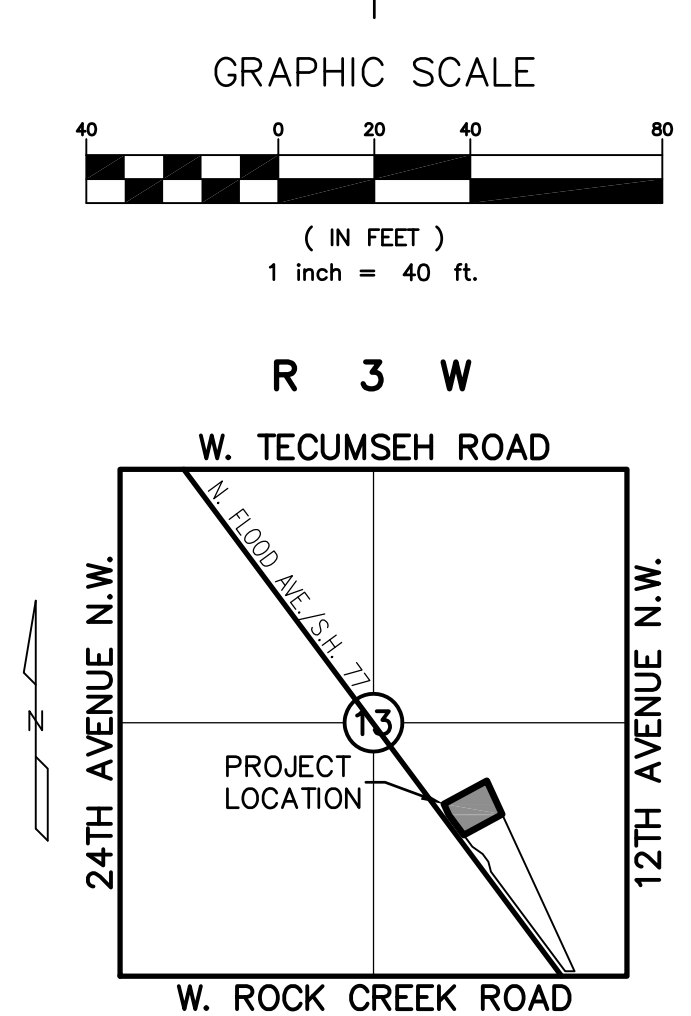 GRAPHIC SCALE
40 0 20 40 80
( IN FEET )
1 inch = 40 ft.
R 3 W
W. TECUMSEH ROAD
N. FLOOD AVE./S.H. 77
24TH AVENUE N.W.
12TH AVENUE N.W.
N
13
PROJECT
LOCATION
W. ROCK CREEK ROAD